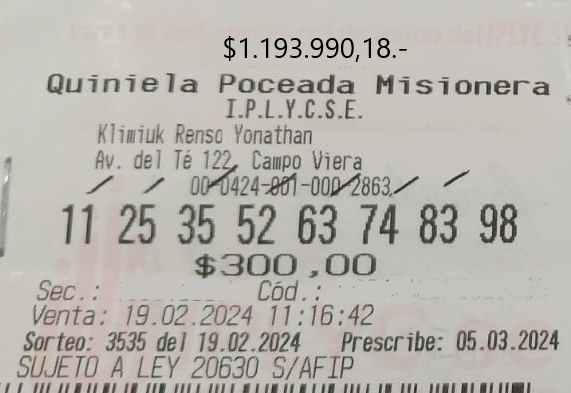 $1.193.990,18.-
Quiniela Poceada Misionera
I.P.L.Y.C.S.E.
Klimiuk Renso Yonathan
Av. del Té 122, Campo Viera
00-0424-001-000-2863
11 25 35 52 63 74 83 98
$300,00
Sec.: Cód.:
Venta: 19.02.2024 11:16:42
Sorteo: 3535 del 19.02.2024 Prescribe: 05.03.2024
SUJETO A LEY 20630 S/AFIP